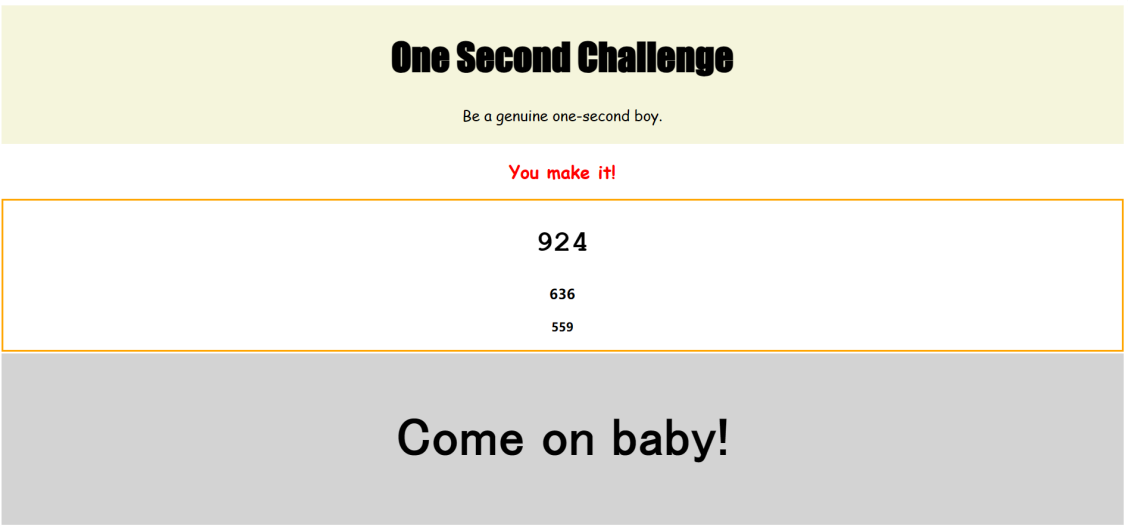 One Second Challenge
Be a genuine one-second boy.
You make it!
924
636
559
Come on baby!